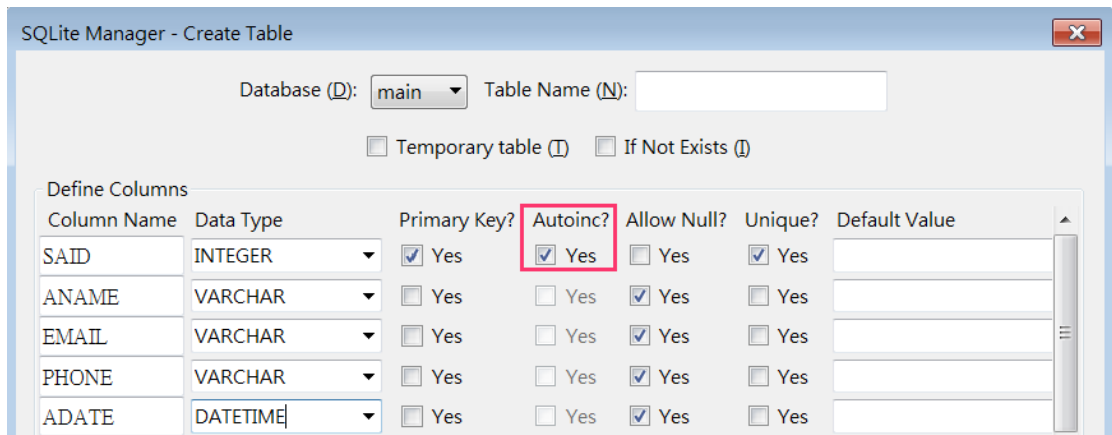 SQLite Manager - Create Table
Database (D): main Table Name (N):
Temporary table (T) If Not Exists (I)
Define Columns
Column Name Data Type Primary Key? Autoinc? Allow Null? Unique? Default Value
SAID INTEGER Yes Yes Yes Yes
ANAME VARCHAR Yes Yes Yes Yes
EMAIL VARCHAR Yes Yes Yes Yes
PHONE VARCHAR Yes Yes Yes Yes
ADATE DATETIME Yes Yes Yes Yes